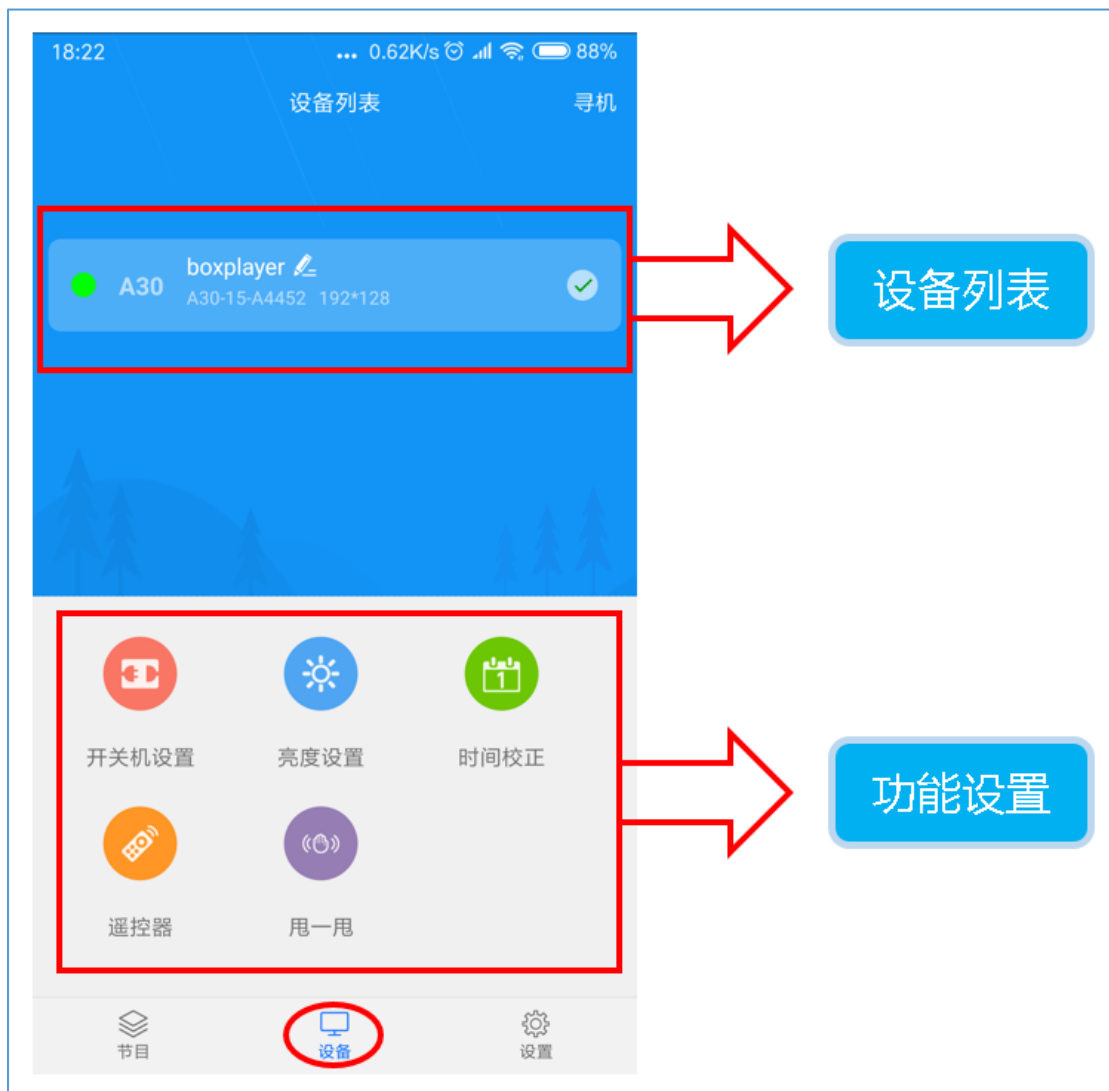 18:22 ... 0.62K/s 88%
设备列表 寻机
A30 boxplayer
A30-15-A4452 192*128
设备列表
1
开关机设置 亮度设置 时间校正
功能设置
遥控器 甩一甩
节目 设备 设置